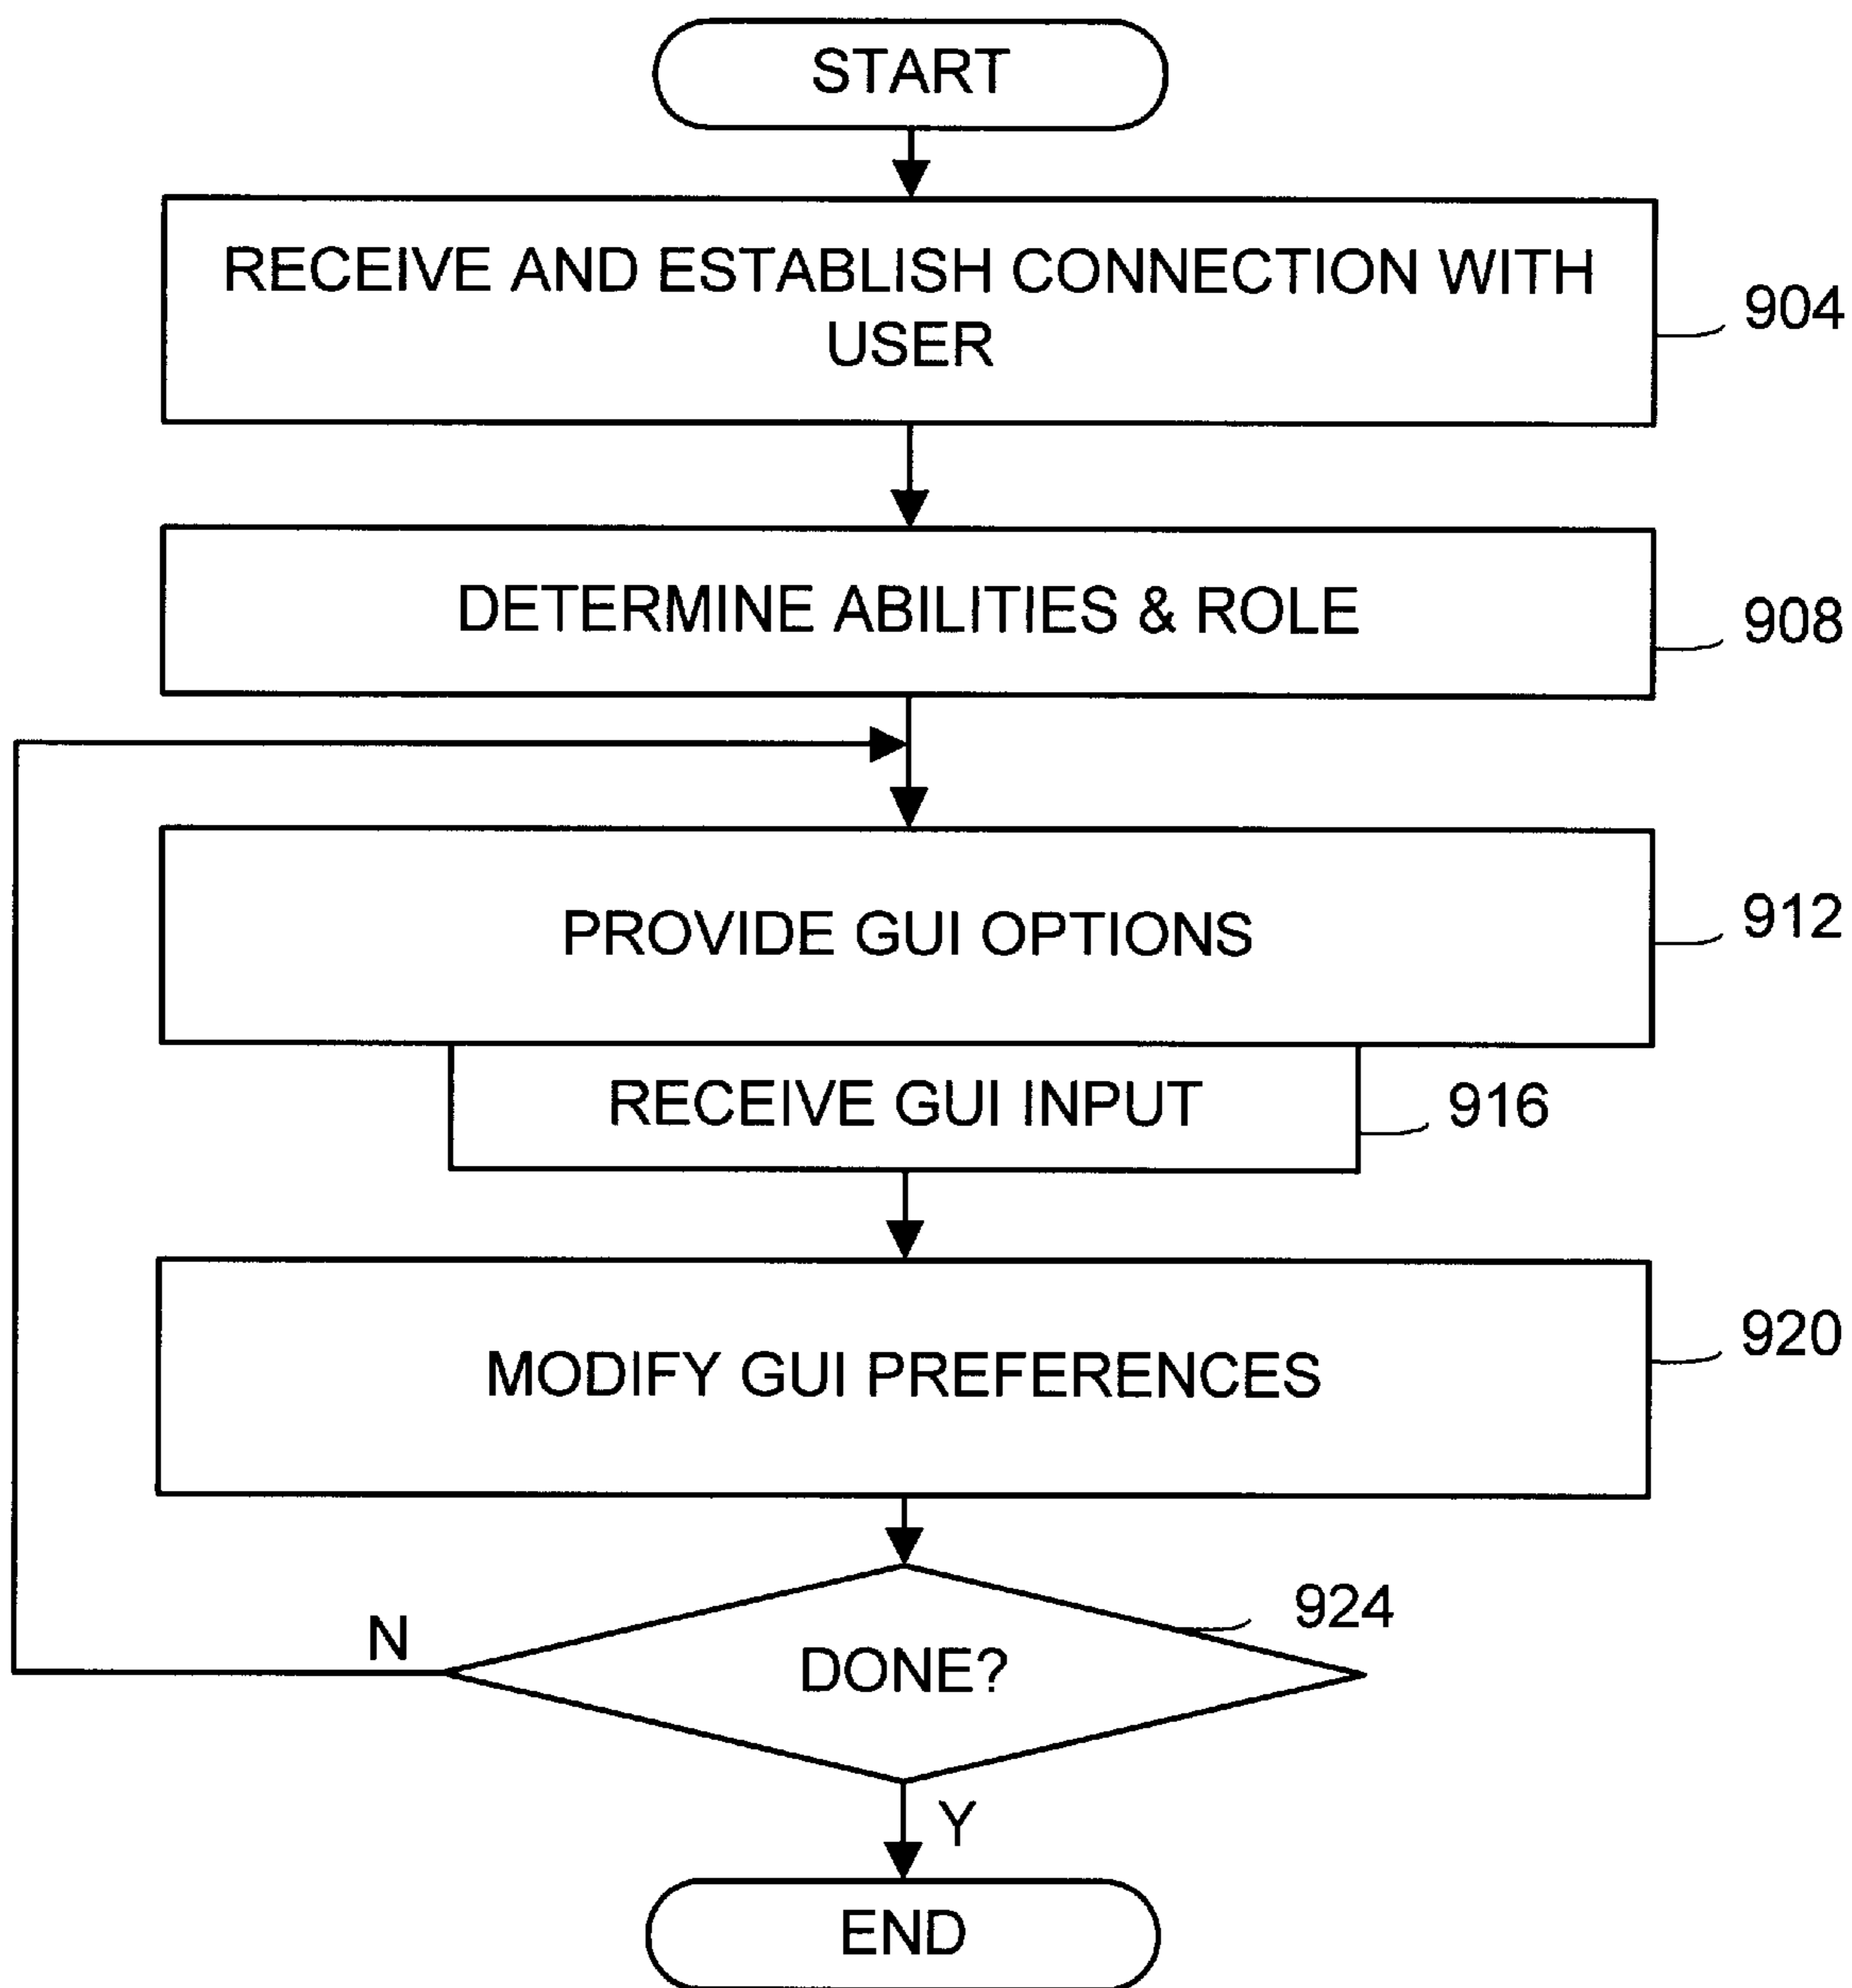 START
RECEIVE AND ESTABLISH CONNECTION WITH
USER
904
DETERMINE ABILITIES & ROLE
908
PROVIDE GUI OPTIONS
912
RECEIVE GUI INPUT
916
MODIFY GUI PREFERENCES
920
924
N
DONE?
Y
END